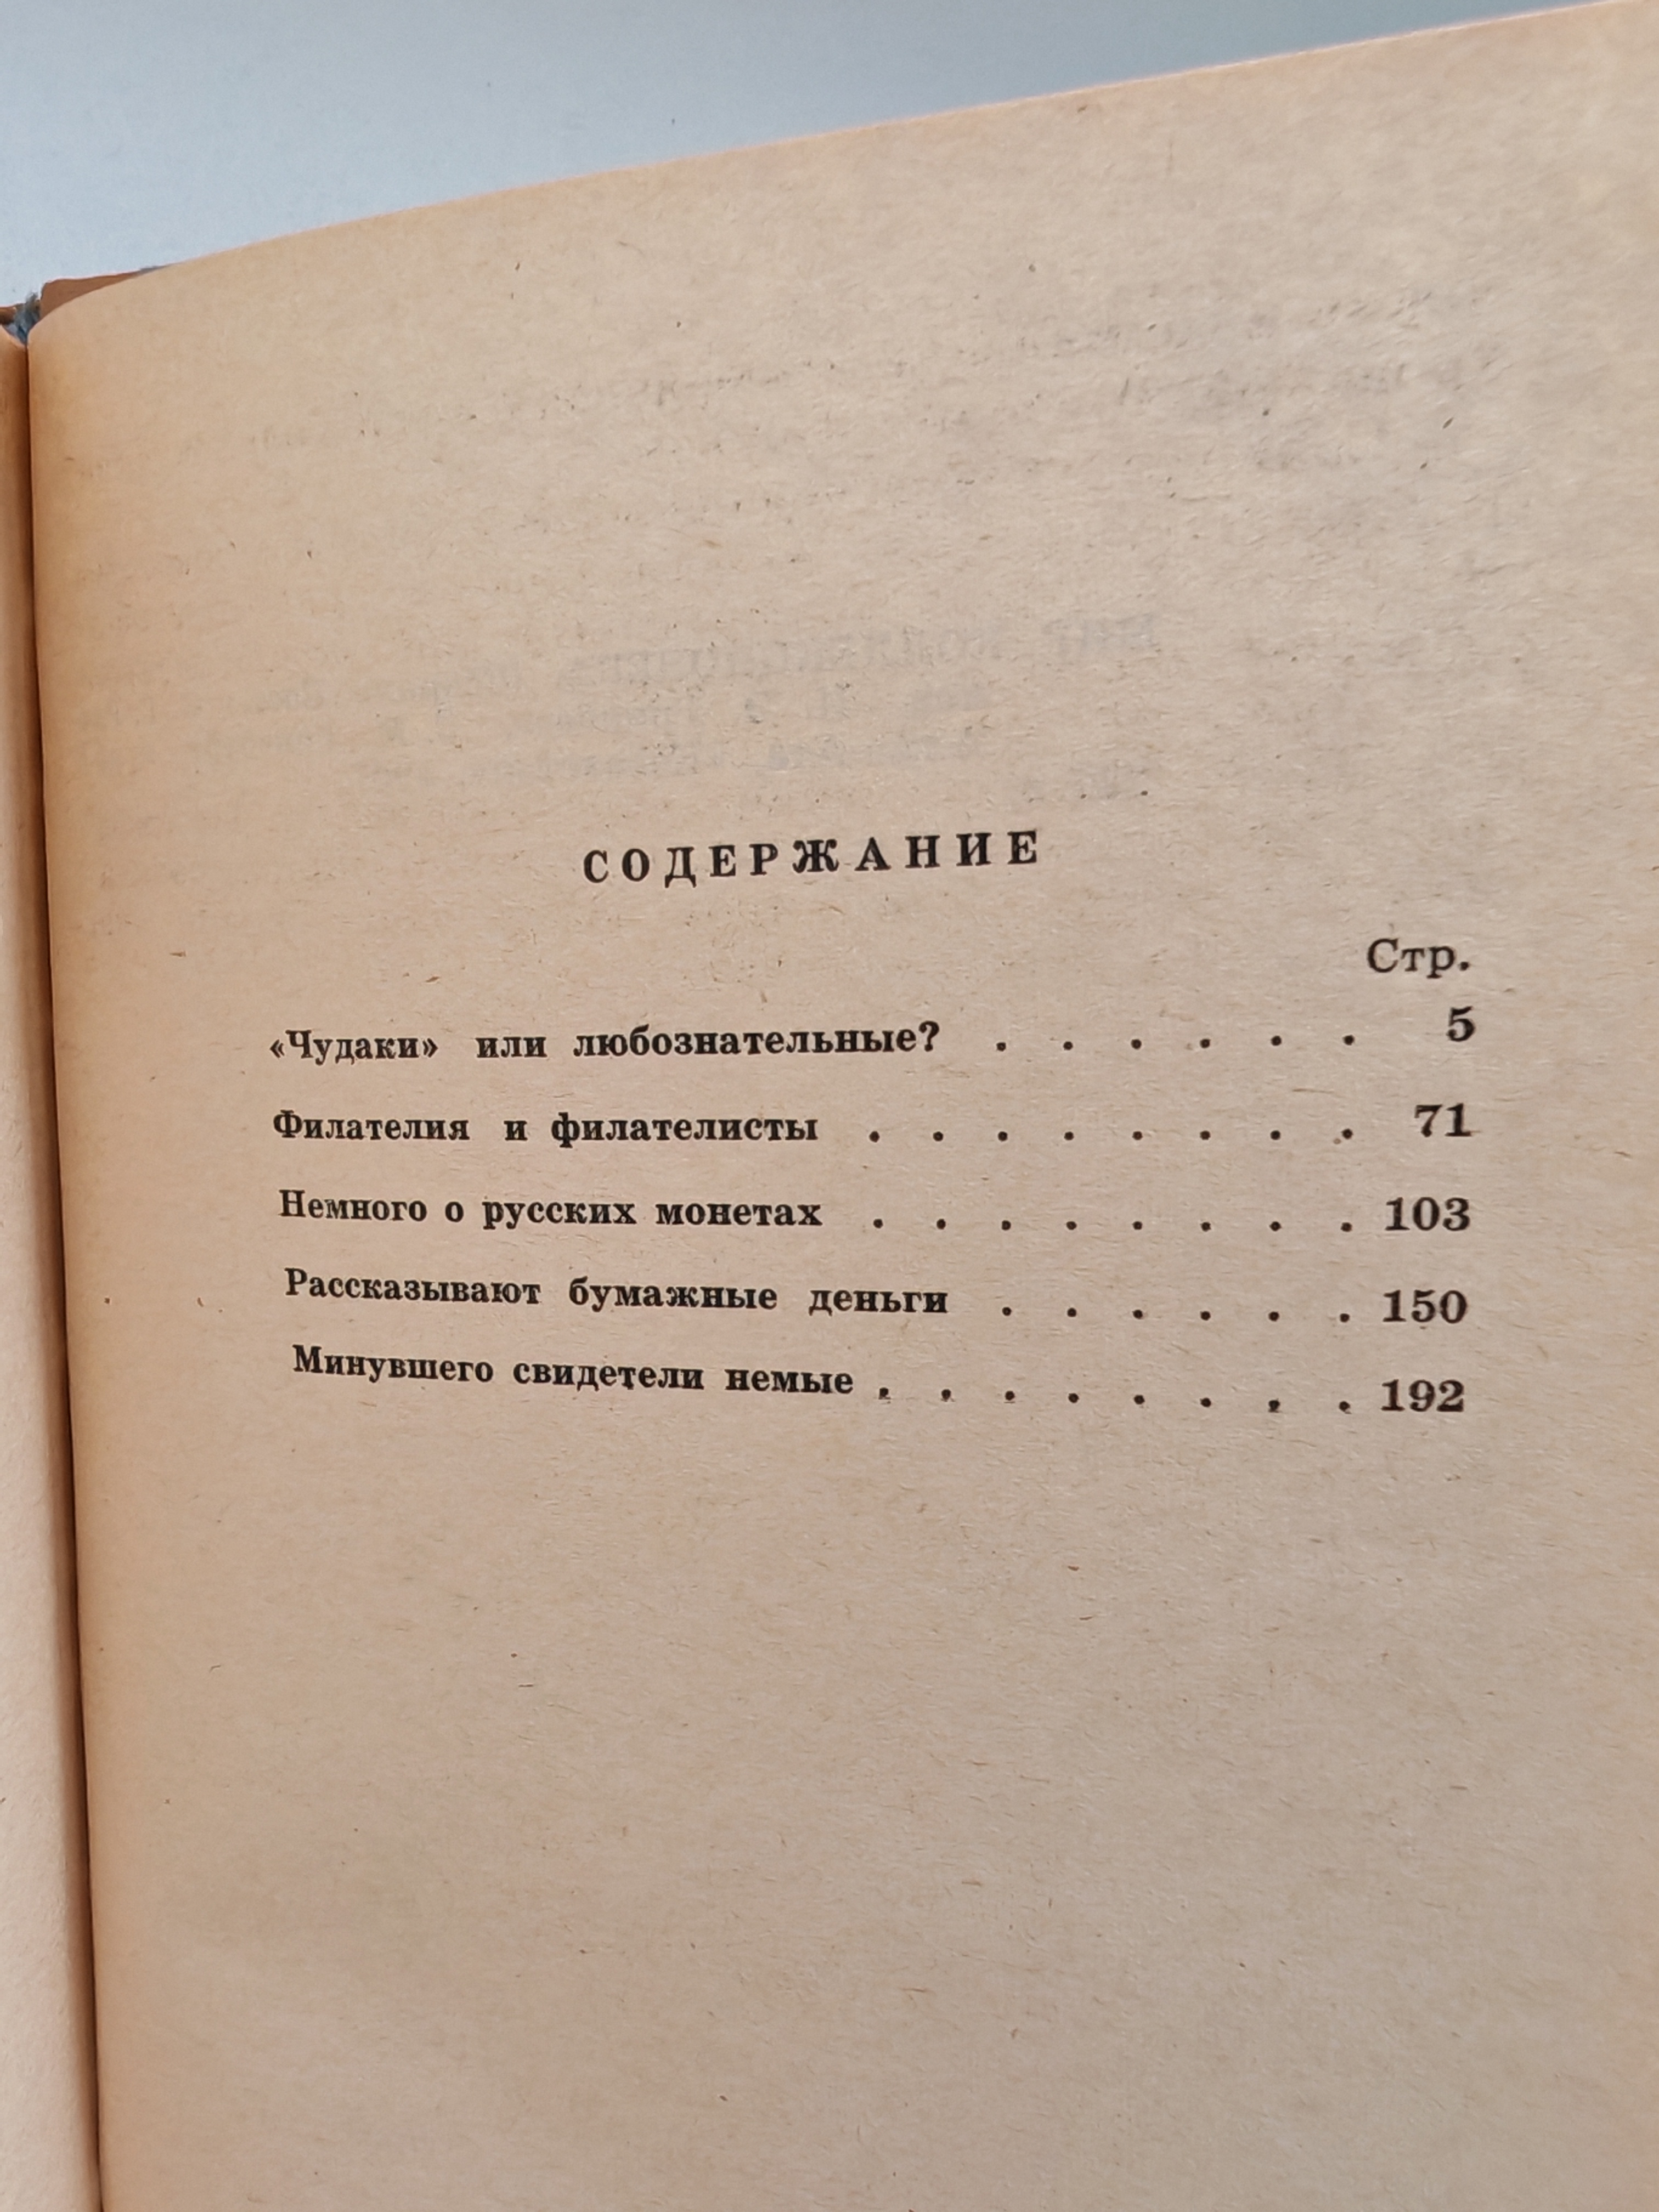 СОДЕРЖАНИЕ
Стр.
«Чудаки» или любознательные? . . . . . . 5
Филателия и филателисты . . . . . . . . 71
Немного о русских монетах . . . . . . . . 103
Рассказывают бумажные деньги . . . . . . 150
Минувшего свидетели немые . . . . . . . . 192